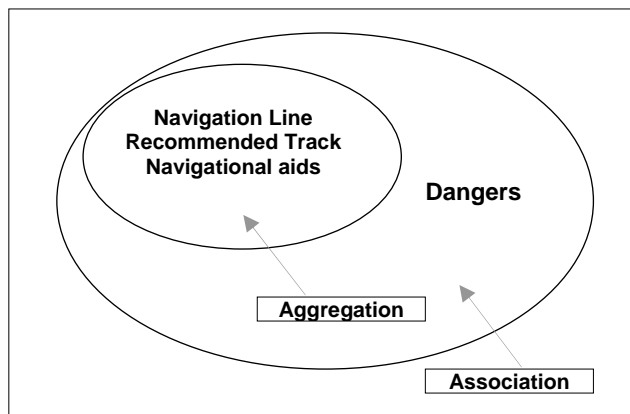 Navigation Line
Recommended Track
Navigational aids
Dangers
Aggregation
Association